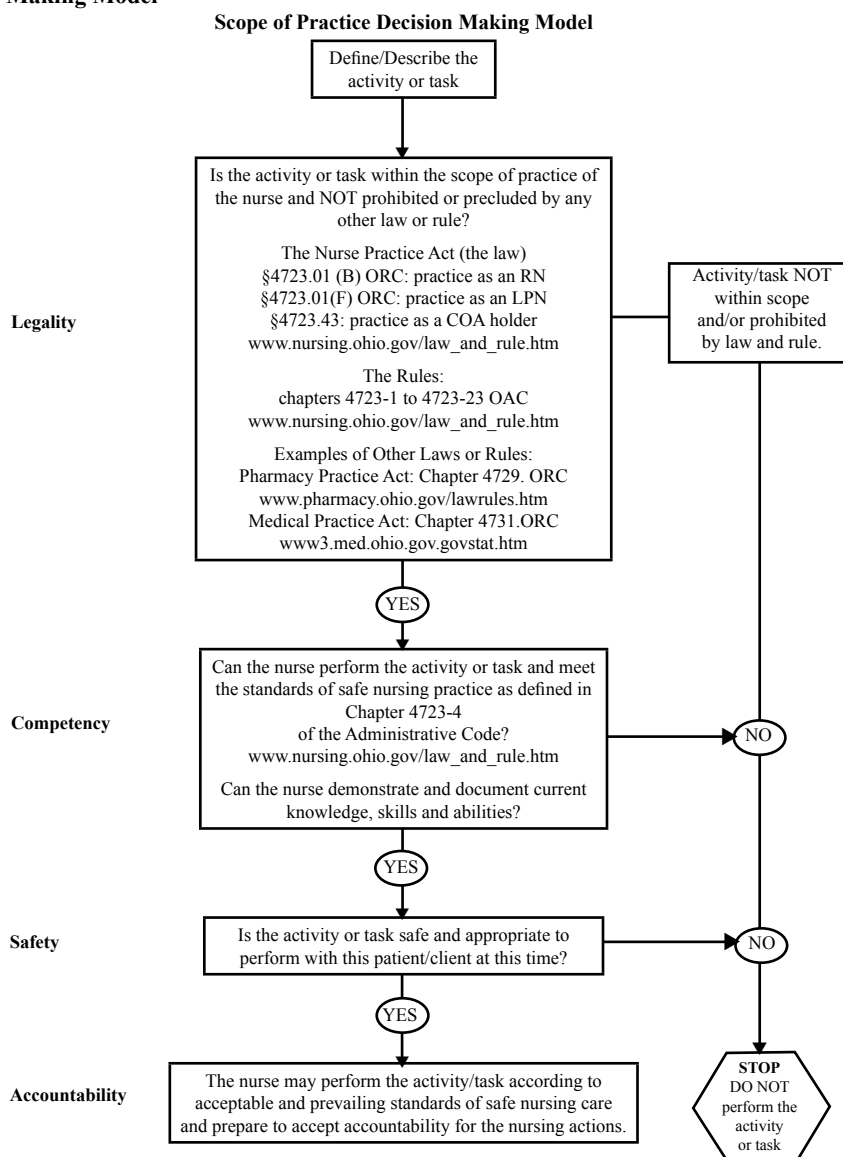 Making Model
Scope of Practice Decision Making Model
Define/Describe the
activity or task
Legality
Is the activity or task within the scope of practice of
the nurse and NOT prohibited or precluded by any
other law or rule?
The Nurse Practice Act (the law)
§4723.01 (B) ORC: practice as an RN
§4723.01(F) ORC: practice as an LPN
§4723.43: practice as a COA holder
www.nursing.ohio.gov/law_and_rule.htm
The Rules:
chapters 4723-1 to 4723-23 OAC
www.nursing.ohio.gov/law_and_rule.htm
Examples of Other Laws or Rules:
Pharmacy Practice Act: Chapter 4729. ORC
www.pharmacy.ohio.gov/lawrules.htm
Medical Practice Act: Chapter 4731.ORC
www3.med.ohio.gov.govstat.htm
Activity/task NOT
within scope
and/or prohibited
by law and rule.
YES
Competency
Can the nurse perform the activity or task and meet
the standards of safe nursing practice as defined in
Chapter 4723-4
of the Administrative Code?
www.nursing.ohio.gov/law_and_rule.htm
Can the nurse demonstrate and document current
knowledge, skills and abilities?
NO
YES
Safety
Is the activity or task safe and appropriate to
perform with this patient/client at this time?
NO
YES
Accountability
The nurse may perform the activity/task according to
acceptable and prevailing standards of safe nursing care
and prepare to accept accountability for the nursing actions.
STOP
DO NOT
perform the
activity
or task